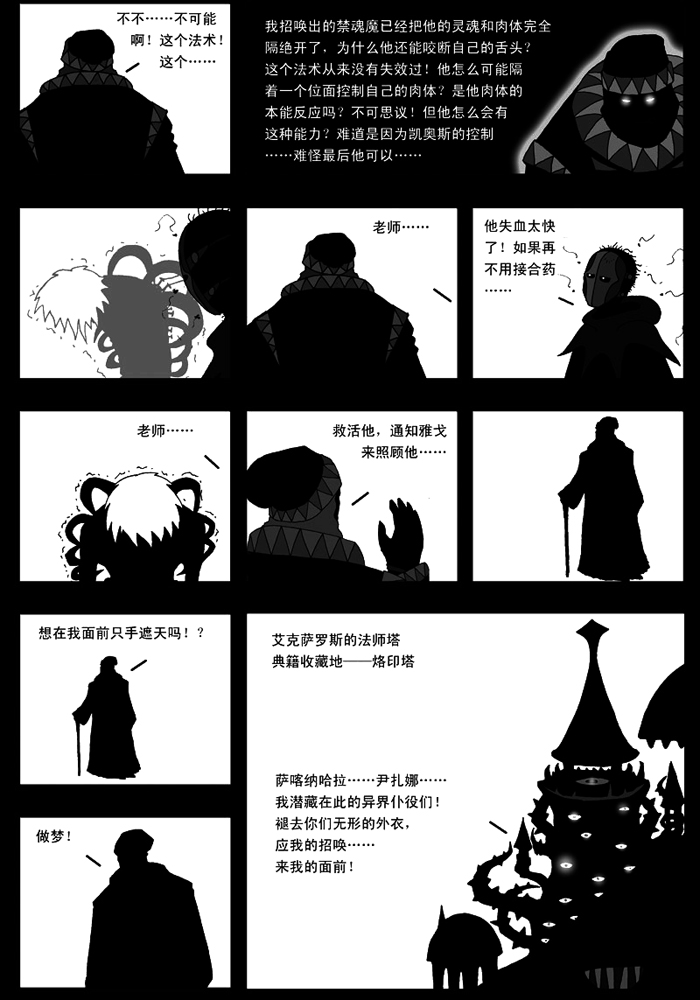 不不……不可能
啊！这个法术！
这个……
我招唤出的禁魂魔已经把他的灵魂和肉体完全
隔绝开了，为什么他还能咬断自己的舌头？
这个法术从来没有失效过！他怎么可能隔
着一个位面控制自己的肉体？是他肉体的
本能反应吗？不可思议！但他怎么会有
这种能力？难道是因为凯奥斯的控制
……难怪最后他可以……
老师……
他失血太快
了！如果再
不用接合药
……
老师……
救活他，通知雅戈
来照顾他……
想在我面前只手遮天吗！？
做梦！
艾克萨罗斯的法师塔
典籍收藏地——烙印塔
萨喀纳哈拉……尹扎娜……
我潜藏在此的异界仆役们！
褪去你们无形的外衣，
应我的招唤……
来我的面前！